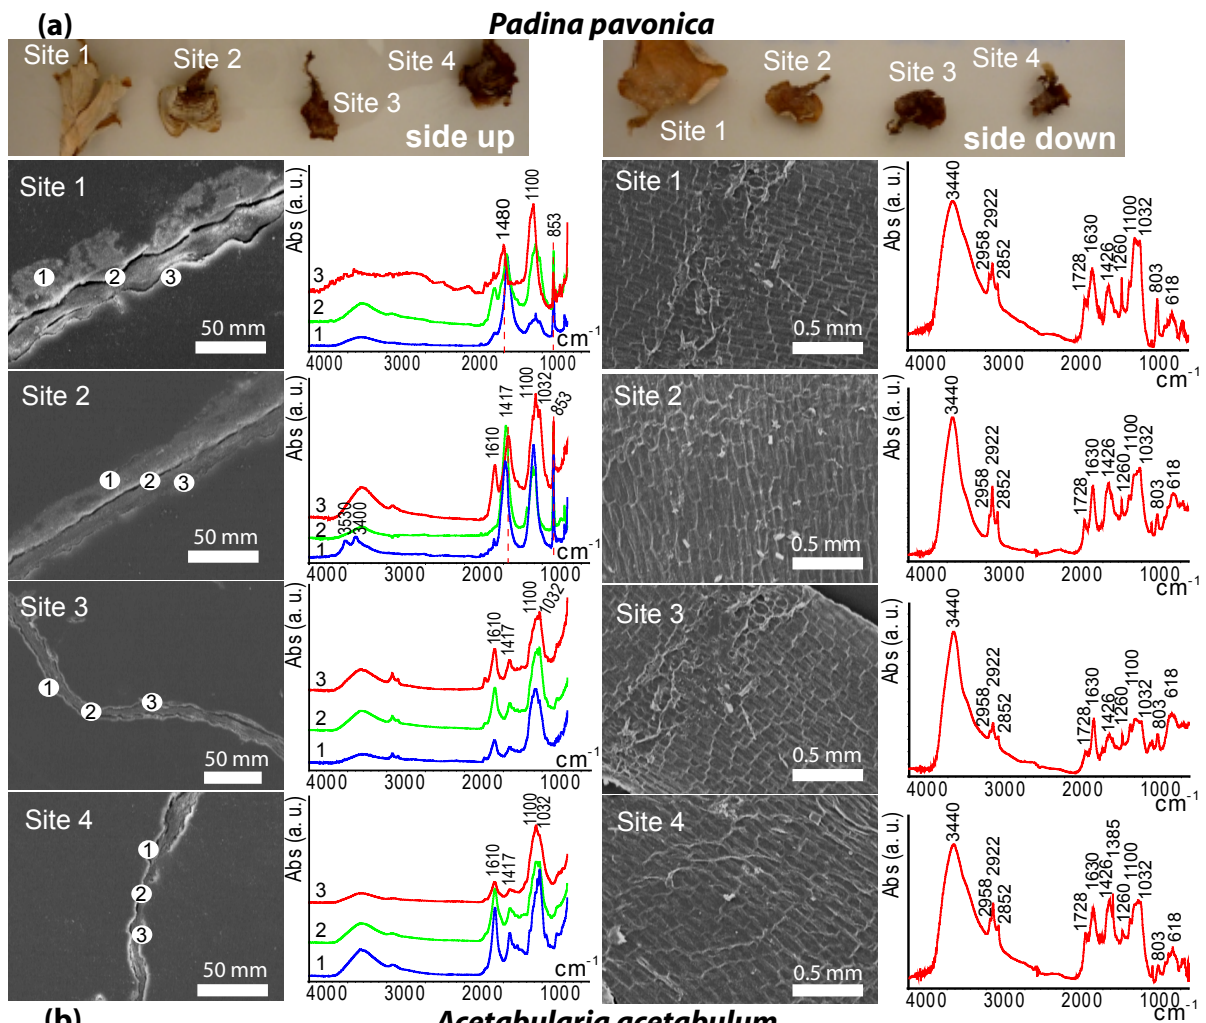 (a)
Padina pavonica
Site 1
Site 2
Site 3
Site 4
side up
Site 1
Site 2
Site 3
Site 4
side down
Site 1
1
2
3
50 mm
Abs (a. u.)
1480
1100
853
3
2
1
cm-1
4000
3000
2000
1000
Site 1
0.5 mm
Abs (a. u.)
3440
2958
2922
2852
1728
1630
1426
1260
1100
1032
803
618
4000
3000
2000
1000
cm-1
Site 2
1
2
3
50 mm
Abs (a. u.)
3530
3400
1610
1417
1100
1032
853
3
2
1
cm-1
4000
3000
2000
1000
Site 2
0.5 mm
Abs (a. u.)
3440
2958
2922
2852
1728
1630
1426
1260
1100
1032
803
618
4000
3000
2000
1000
cm-1
Site 3
1
2
3
50 mm
Abs (a. u.)
1610
1417
1100
1032
3
2
1
cm-1
4000
3000
2000
1000
Site 3
0.5 mm
Abs (a. u.)
3440
2958
2922
2852
1728
1630
1426
1260
1100
1032
803
618
4000
3000
2000
1000
cm-1
Site 4
1
2
3
50 mm
Abs (a. u.)
1610
1417
1100
1032
3
2
1
cm-1
4000
3000
2000
1000
Site 4
0.5 mm
Abs (a. u.)
3440
2958
2922
2852
1728
1630
1426
1385
1260
1100
1032
803
618
4000
3000
2000
1000
cm-1
(b)
Acetabularia acetabulum